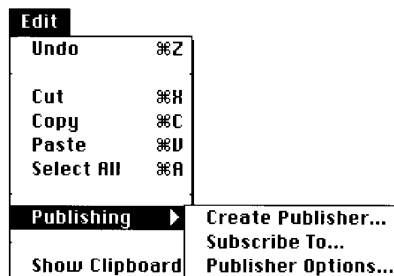 Edit
Undo ⌘Z
Cut ⌘X
Copy ⌘C
Paste ⌘V
Select All ⌘A
Publishing ▶
Create Publisher...
Subscribe To...
Show Clipboard
Publisher Options...